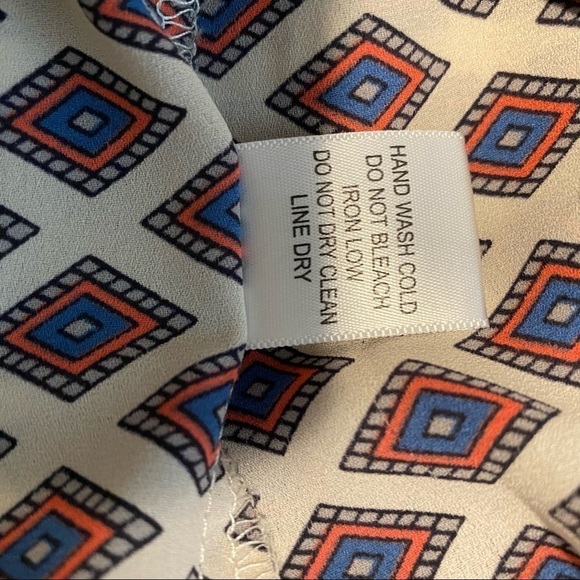 HAND WASH COLD
DO NOT BLEACH
IRON LOW
DO NOT DRY CLEAN
LINE DRY